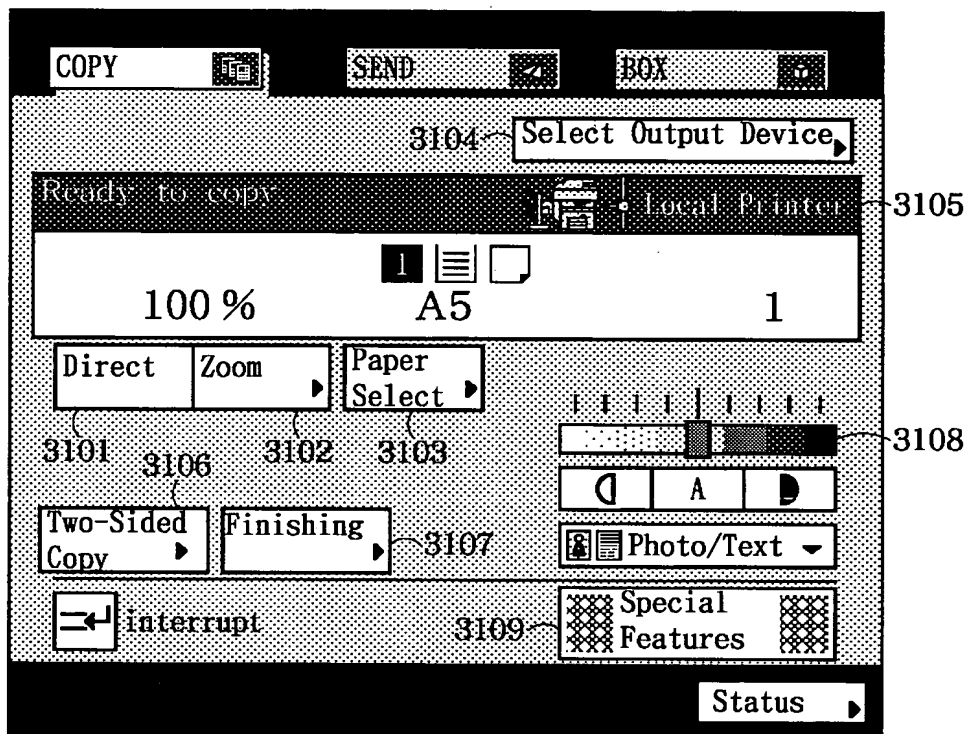 COPY SEND BOX
3104 Select Output Device
Ready to copy. Local Printer 3105
1
100 % A5 1
Direct Zoom Paper Select
3101 3102 3103
3108
3106
A
Two-Sided Copy Finishing 3107
Photo/Text
interrupt
3109 Special Features
Status